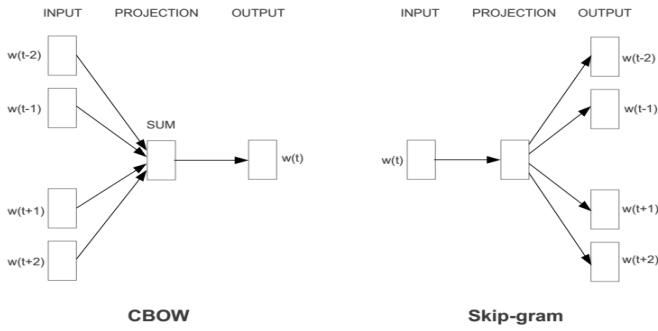 INPUT PROJECTION OUTPUT
w(t-2)
w(t-1)
SUM
w(t)
w(t+1)
w(t+2)
CBOW
INPUT PROJECTION OUTPUT
w(t-2)
w(t-1)
w(t)
w(t+1)
w(t+2)
Skip-gram